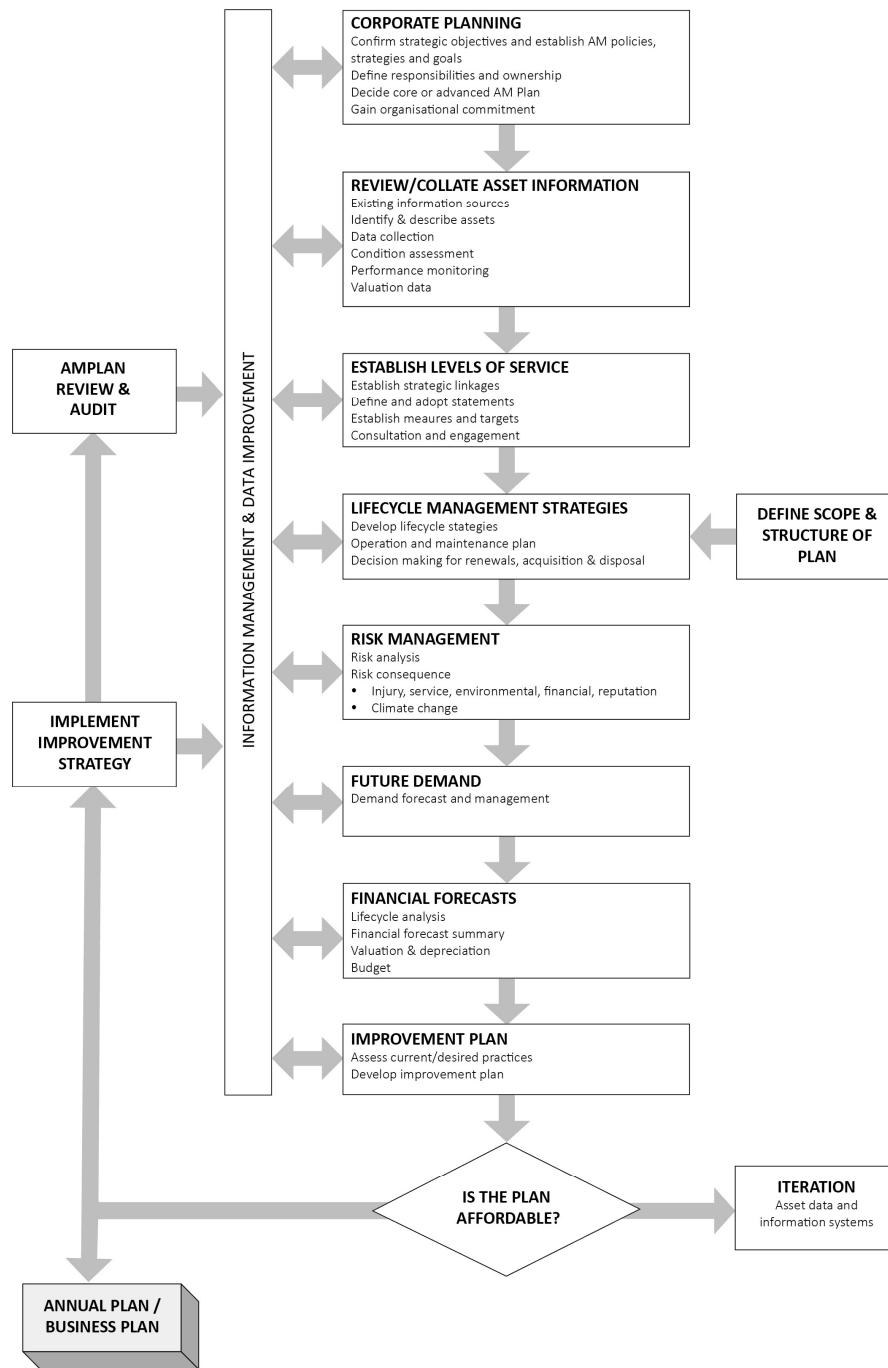 CORPORATE PLANNING
Confirm strategic objectives and establish AM policies,
strategies and goals
Define responsibilities and ownership
Decide core or advanced AM Plan
Gain organisational commitment
REVIEW/COLLATE ASSET INFORMATION
Existing information sources
Identify & describe assets
Data collection
Condition assessment
Performance monitoring
Valuation data
INFORMATION MANAGEMENT & DATA IMPROVEMENT
AMPLAN
REVIEW &
AUDIT
ESTABLISH LEVELS OF SERVICE
Establish strategic linkages
Define and adopt statements
Establish meaures and targets
Consultation and engagement
LIFECYCLE MANAGEMENT STRATEGIES
Develop lifecycle stategies
Operation and maintenance plan
Decision making for renewals, acquisition & disposal
DEFINE SCOPE &
STRUCTURE OF
PLAN
RISK MANAGEMENT
Risk analysis
Risk consequence
• Injury, service, environmental, financial, reputation
• Climate change
IMPLEMENT
IMPROVEMENT
STRATEGY
FUTURE DEMAND
Demand forecast and management
FINANCIAL FORECASTS
Lifecycle analysis
Financial forecast summary
Valuation & depreciation
Budget
IMPROVEMENT PLAN
Assess current/desired practices
Develop improvement plan
IS THE PLAN
AFFORDABLE?
ITERATION
Asset data and
information systems
ANNUAL PLAN /
BUSINESS PLAN